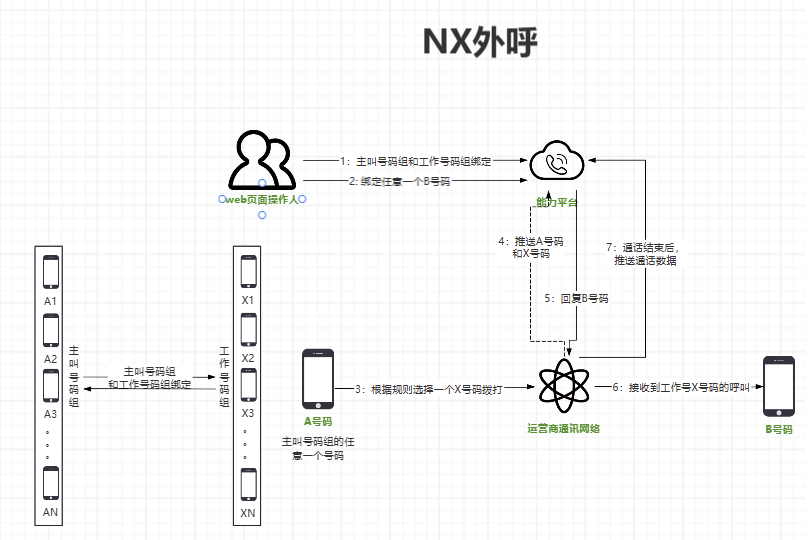 NX外呼
1：主叫号码组和工作号码组绑定
2: 绑定任意一个B号码
web页面操作人
能力平台
4：推送A号码
和X号码
7：通话结束后，
推送通话数据
5：回复B号码
A1
A2
A3
AN
主叫号码组
主叫号码组
和工作号码组绑定
工作号码组
X1
X2
X3
XN
3：根据规则选择一个X号码拨打
A号码
主叫号码组的任
意一个号码
运营商通讯网络
6：接收到工作号X号码的呼叫
B号码